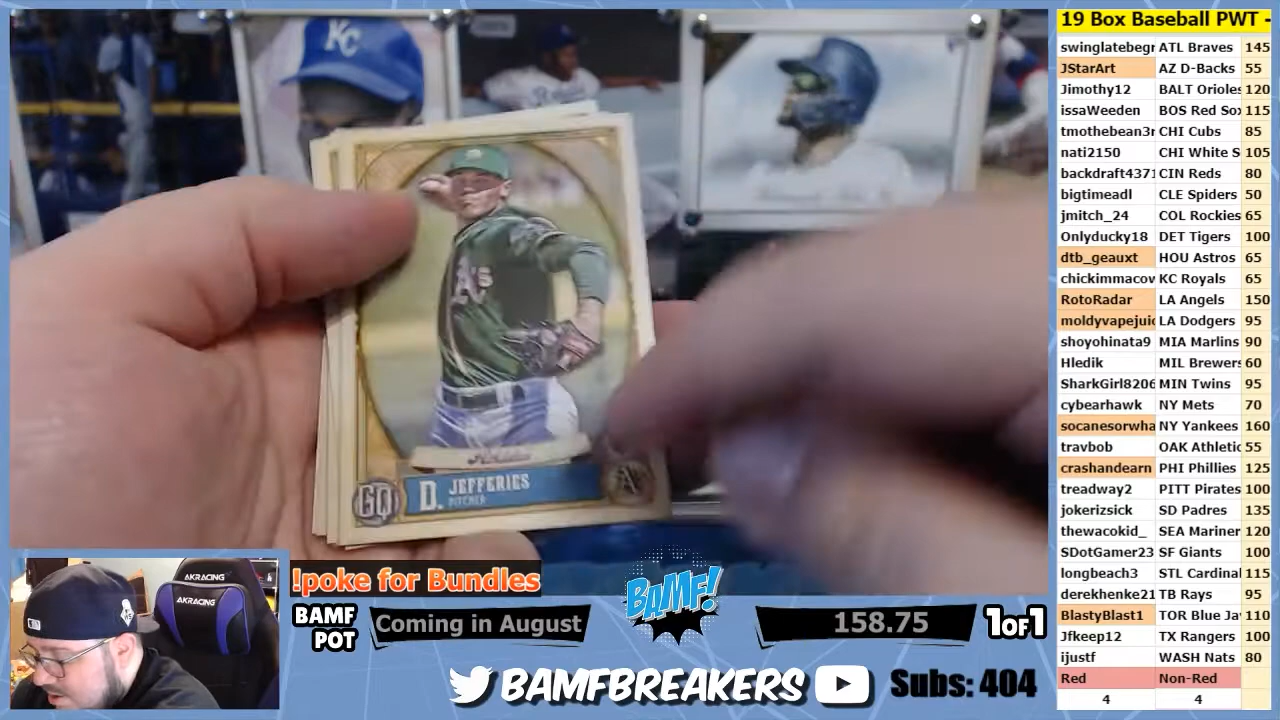 19 Box Baseball PWT -
swinglatebegr ATL Braves 145
JStarArt AZ D-Backs 55
Jimothy12 BALT Orioles 120
issaWeeden BOS Red Sox 115
tmothebean3r CHI Cubs 85
nati2150 CHI White S 105
backdraft4371 CIN Reds 80
bigtimeadl CLE Spiders 50
jmitch_24 COL Rockies 65
Onlyducky18 DET Tigers 100
dtb_geauxt HOU Astros 65
chickimmacow KC Royals 65
RotoRadar LA Angels 150
moldyvapejuic LA Dodgers 95
shoyohinata9 MIA Marlins 90
Hledik MIL Brewers 60
SharkGirl8206 MIN Twins 95
cybearhawk NY Mets 70
socanesorwha NY Yankees 160
travbob OAK Athletic 55
crashandearn PHI Phillies 125
treadway2 PITT Pirates 100
jokerizsick SD Padres 135
thewacokid_ SEA Mariner 120
SDotGamer23 SF Giants 100
longbeach3 STL Cardinal 115
derekhenke21 TB Rays 95
BlastyBlast1 TOR Blue Ja 110
Jfkeep12 TX Rangers 100
ijustf WASH Nats 80
Red Non-Red
4 4
KC
A's
D. JEFFERIES
PITCHER
GQ
AKRACING
AKRACING
!poke for Bundles
BAMF POT
Coming in August
BAMF!
158.75
1OF1
BAMFBREAKERS
Subs: 404